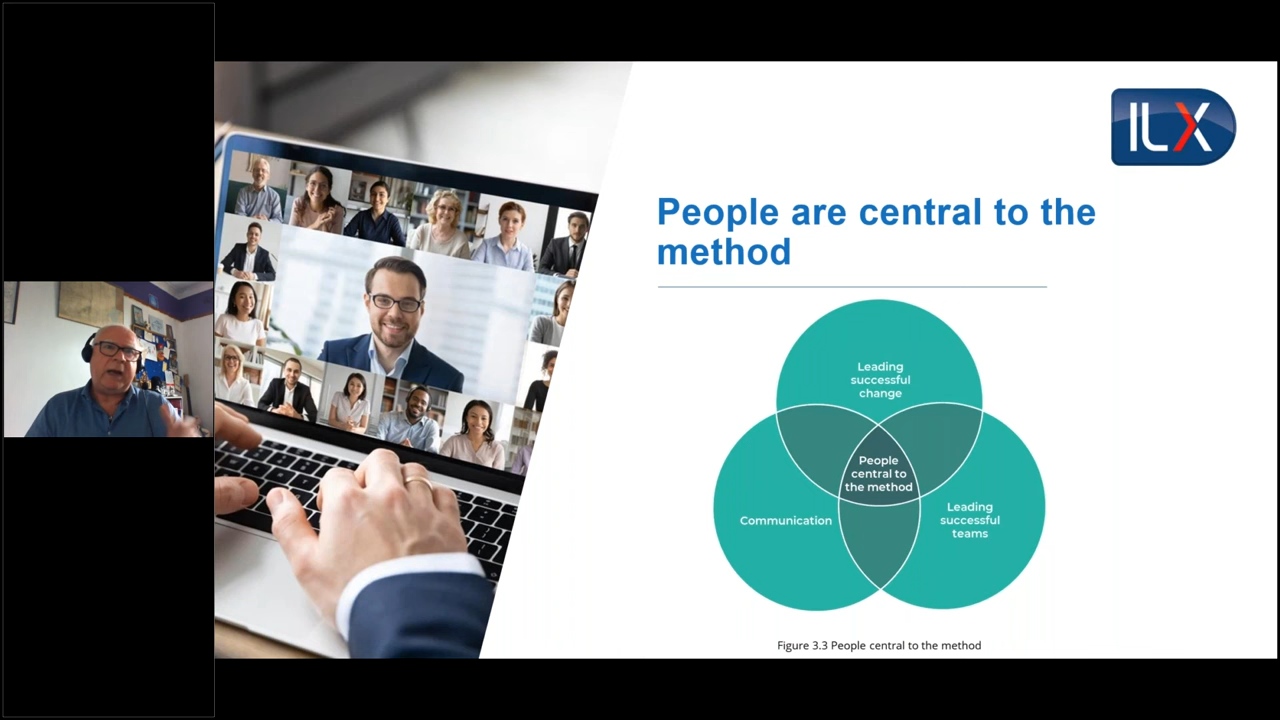 ILX
People are central to the
method
Leading
successful
change
People
central to
the method
Communication
Leading
successful
teams
Figure 3.3 People central to the method